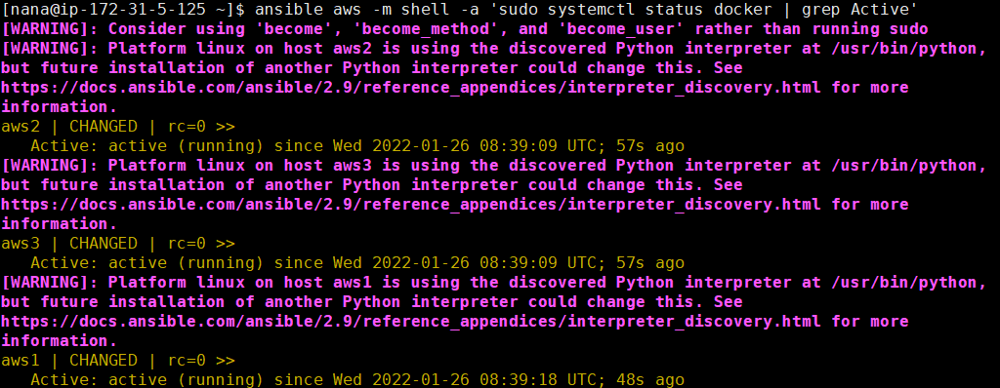 [nana@ip-172-31-5-125 ~]$ ansible aws -m shell -a 'sudo systemctl status docker | grep Active'
[WARNING]: Consider using 'become', 'become_method', and 'become_user' rather than running sudo
[WARNING]: Platform linux on host aws2 is using the discovered Python interpreter at /usr/bin/python,
but future installation of another Python interpreter could change this. See
https://docs.ansible.com/ansible/2.9/reference_appendices/interpreter_discovery.html for more
information.
aws2 | CHANGED | rc=0 >>
   Active: active (running) since Wed 2022-01-26 08:39:09 UTC; 57s ago
[WARNING]: Platform linux on host aws3 is using the discovered Python interpreter at /usr/bin/python,
but future installation of another Python interpreter could change this. See
https://docs.ansible.com/ansible/2.9/reference_appendices/interpreter_discovery.html for more
information.
aws3 | CHANGED | rc=0 >>
   Active: active (running) since Wed 2022-01-26 08:39:09 UTC; 57s ago
[WARNING]: Platform linux on host aws1 is using the discovered Python interpreter at /usr/bin/python,
but future installation of another Python interpreter could change this. See
https://docs.ansible.com/ansible/2.9/reference_appendices/interpreter_discovery.html for more
information.
aws1 | CHANGED | rc=0 >>
   Active: active (running) since Wed 2022-01-26 08:39:18 UTC; 48s ago